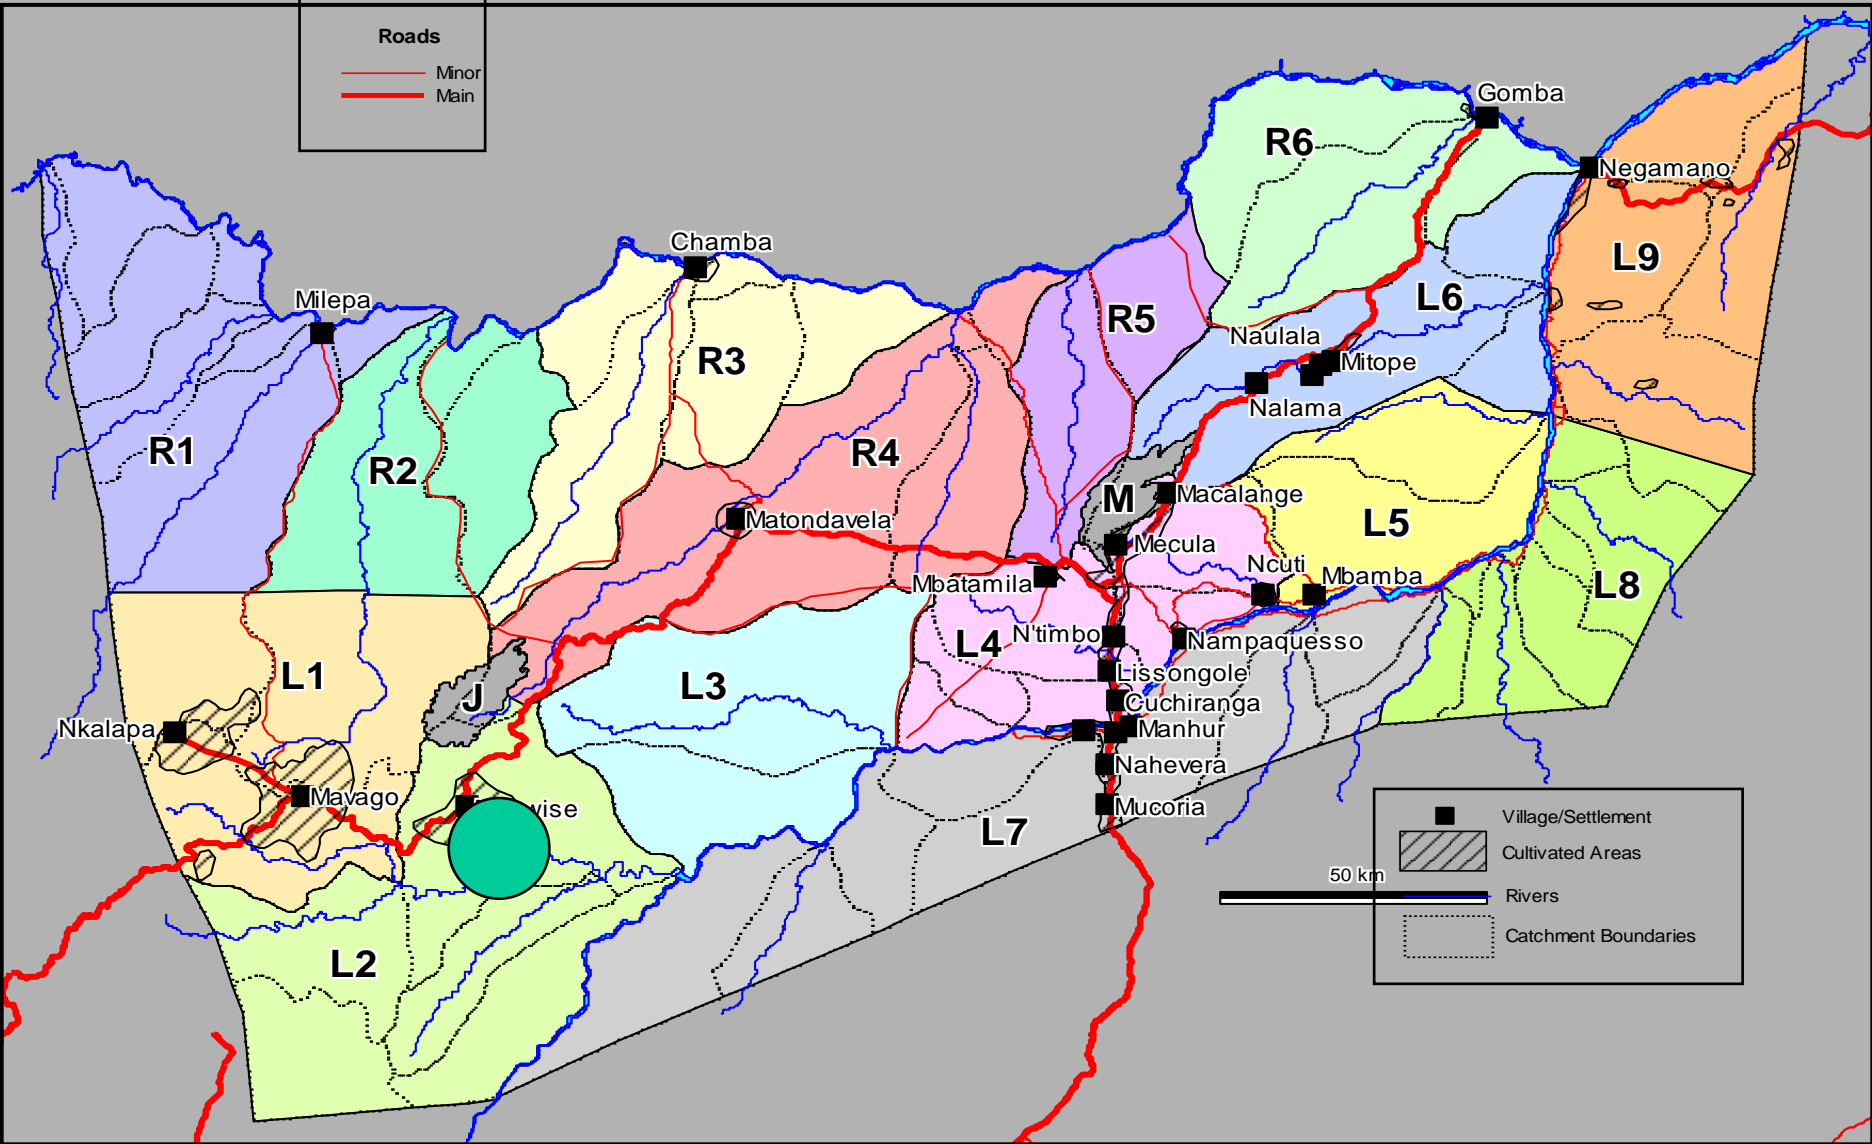 Roads
Minor
Main
Gomba
R6
Negamano
Chamba
L9
Milepa
L6
R5
Naulala
R3
Mitope
Nalama
R1
R2
R4
M
Macalange
Matondavela
L5
Mecula
Ncuti
Mbamba
Mbatamila
L8
N'timbo
Nampaquesso
L4
L1
Lissongole
L3
J
Cuchiranga
Nkalapa
Manhur
Nahevera
Mavago
Mucoria
L7
L2
Village/Settlement
Cultivated Areas
50 km
Rivers
Catchment Boundaries